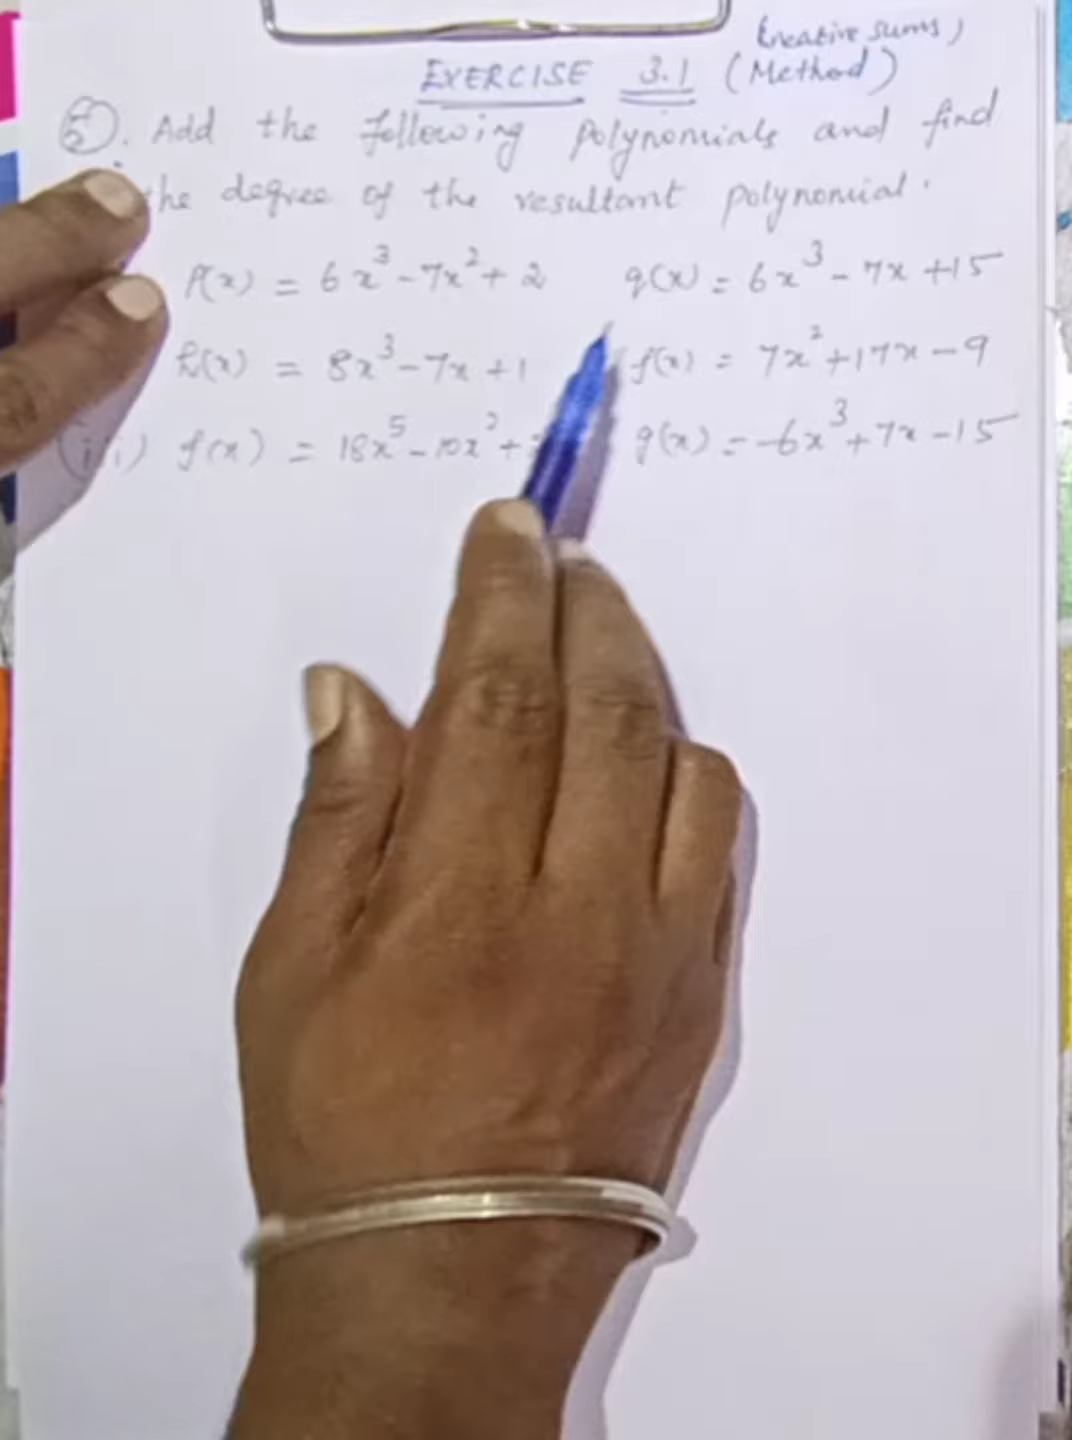 (creative sums)
EXERCISE 3.1 (Method)
5). Add the following polynomials and find
the degree of the resultant polynomial.
p(x) = 6x³ - 7x² + 2 q(x) = 6x³ - 7x + 15
h(x) = 8x³ - 7x + 1 f(x) = 7x² + 17x - 9
(iii) f(x) = 18x⁵ - 10x² + g(x) = -6x³ + 7x - 15